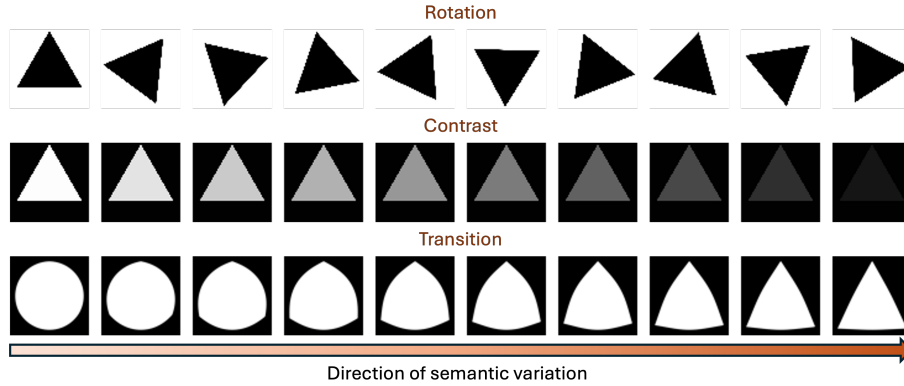 Rotation
Contrast
Transition
Direction of semantic variation